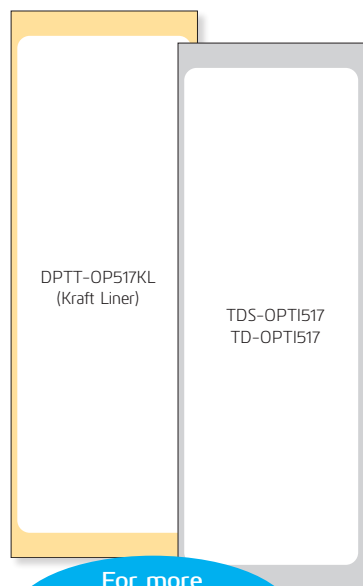 DPTT-OP517KL
(Kraft Liner)
TDS-OPTI517
TD-OPTI517
For more